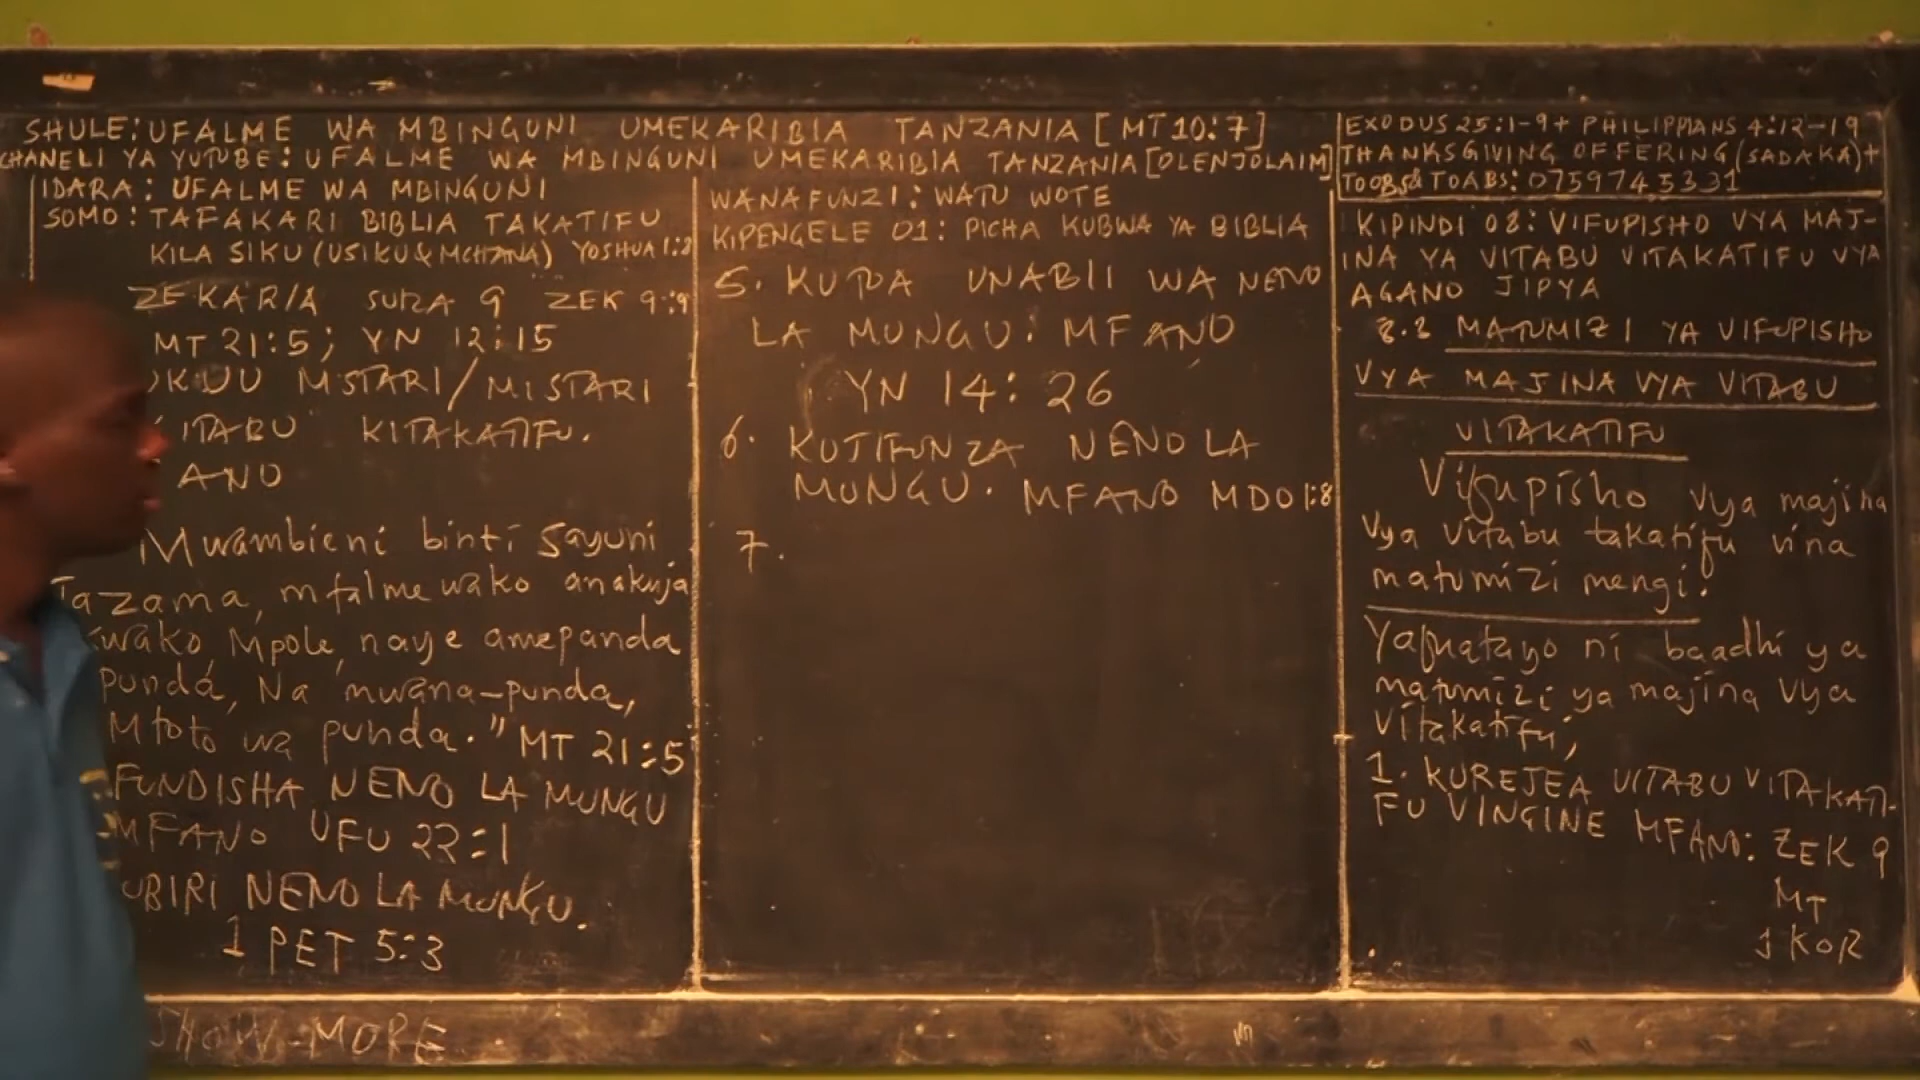 SHULE: UFALME WA MBINGUNI UMEKARIBIA TANZANIA [MT 10:7]
CHANELI YA YUTUBE: UFALME WA MBINGUNI UMEKARIBIA TANZANIA [OLENJOLAIM]
IDARA: UFALME WA MBINGUNI
SOMO: TAFAKARI BIBLIA TAKATIFU
KILA SIKU (USIKU & MCHANA) YOSHUA 1:8
ZEKARIA SURA 9 ZEK 9:9
MT 21:5; YN 12:15
KUU MSTARI/MISTARI
ITABU KITAKATIFU.
ANO
Mwambieni binti Sayuni
Tazama, mfalme wako anakuja
Kwako, Mpole, naye amepanda
punda, Na mwana-punda,
Mtoto wa punda." MT 21:5
FUNDISHA NENO LA MUNGU
MFANO UFU 22:1
UBIRI NENO LA MUNGU.
1 PET 5:3
SHOW MORE
WANAFUNZI: WATU WOTE
KIPENGELE 01: PICHA KUBWA YA BIBLIA
5. KUTOA UNABII WA NENO
LA MUNGU: MFANO
YN 14:26
6. KUJIFUNZA NENO LA
MUNGU. MFANO MDO 1:8
7.
EXODUS 25:1-9 + PHILIPPIANS 4:12-19
THANKSGIVING OFFERING (SADAKA) +
TOOBS & TOABS: 0759745331
KIPINDI 08: VIFUPISHO VYA MAJ-
INA YA VITABU VITAKATIFU VYA
AGANO JIPYA
MATUMIZI YA VIFUPISHO
VYA MAJINA VYA VITABU
VITAKATIFU
Vifupisho vya majina
vya vitabu takatifu vina
matumizi mengi.
Yafuatayo ni baadhi ya
matumizi ya majina vya
vitakatifu;
1. KUREJEA VITABU VITAKATI-
FU VINGINE MFANO: ZEK 9
MT
1 KOR